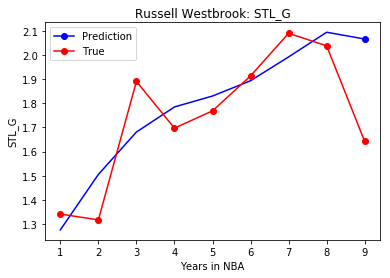 Russell Westbrook: STL_G
Prediction
True
2.1
2.0
1.9
1.8
1.7
1.6
1.5
1.4
1.3
STL_G
1 2 3 4 5 6 7 8 9
Years in NBA